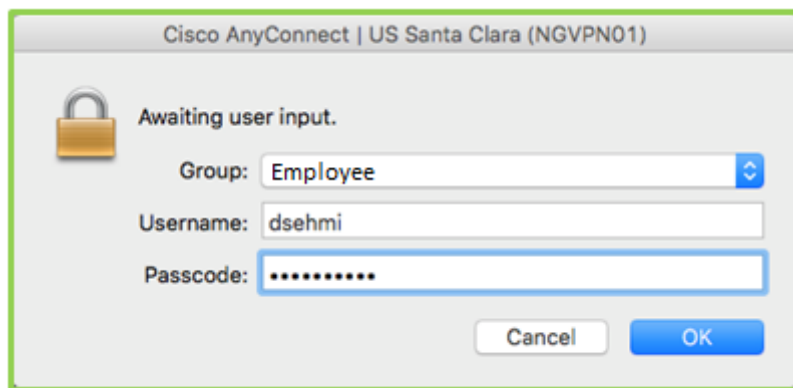 Cisco AnyConnect | US Santa Clara (NGVPN01)
Awaiting user input.
Group: Employee
Username: dsehmi
Passcode: ••••••••••
Cancel OK